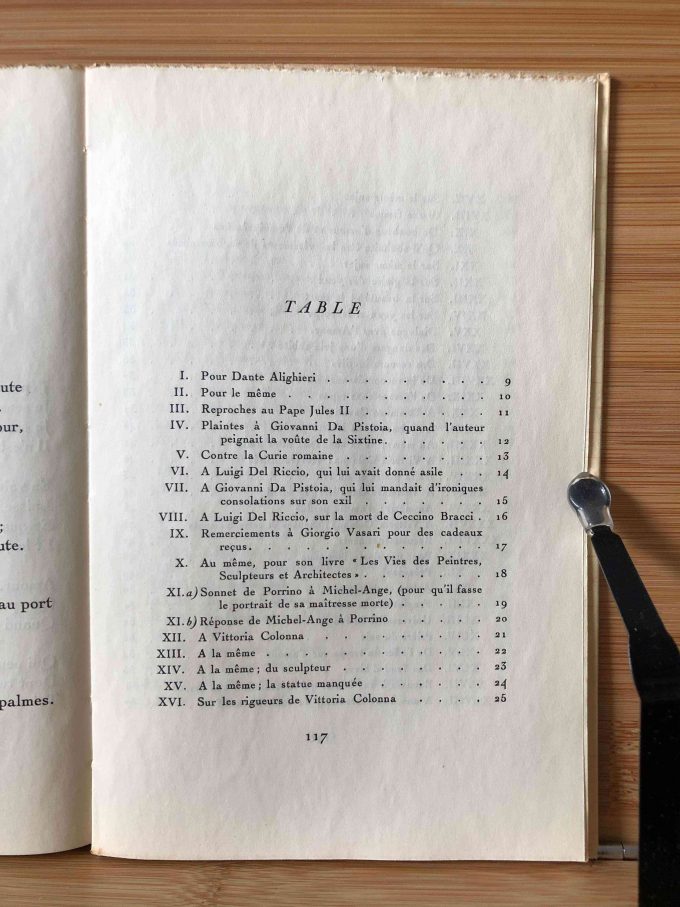 ute
.
our,
;
ute.
au port
palmes.
TABLE
I. Pour Dante Alighieri . . . . . . . . . 9
II. Pour le même . . . . . . . . . . . 10
III. Reproches au Pape Jules II . . . . . . . 11
IV. Plaintes à Giovanni Da Pistoia, quand l'auteur
peignait la voûte de la Sixtine. . . . . . 12
V. Contre la Curie romaine . . . . . . . . 13
VI. A Luigi Del Riccio, qui lui avait donné asile . . 14
VII. A Giovanni Da Pistoia, qui lui mandait d'ironiques
consolations sur son exil . . . . . . . 15
VIII. A Luigi Del Riccio, sur la mort de Ceccino Bracci . 16
IX. Remerciements à Giorgio Vasari pour des cadeaux
reçus. . . . . . . . . . . . . 17
X. Au même, pour son livre " Les Vies des Peintres,
Sculpteurs et Architectes » . . . . . . . 18
XI. a) Sonnet de Porrino à Michel-Ange, (pour qu'il fasse
le portrait de sa maîtresse morte) . . . . 19
XI. b) Réponse de Michel-Ange à Porrino . . . . . 20
XII. A Vittoria Colonna . . . . . . . . . 21
XIII. A la même . . . . . . . . . . . 22
XIV. A la même ; du sculpteur . . . . . . . . 23
XV. A la même ; la statue manquée . . . . . . 24
XVI. Sur les rigueurs de Vittoria Colonna . . . . 25
117